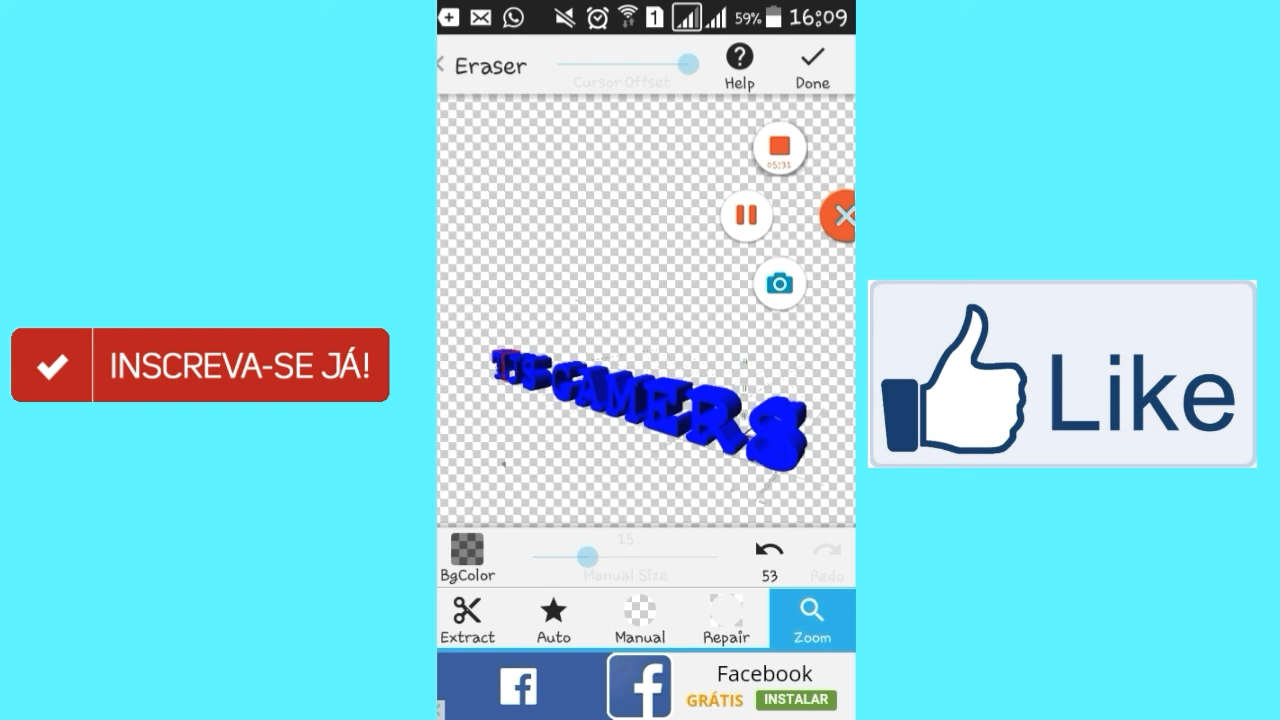 1 59% 16:09
Eraser
Cursor Offset
Help
Done
05:31
GAMERS
INSCREVA-SE JÁ!
Like
15
BgColor
Manual Size
53
Redo
Extract
Auto
Manual
Repair
Zoom
Facebook
GRÁTIS INSTALAR